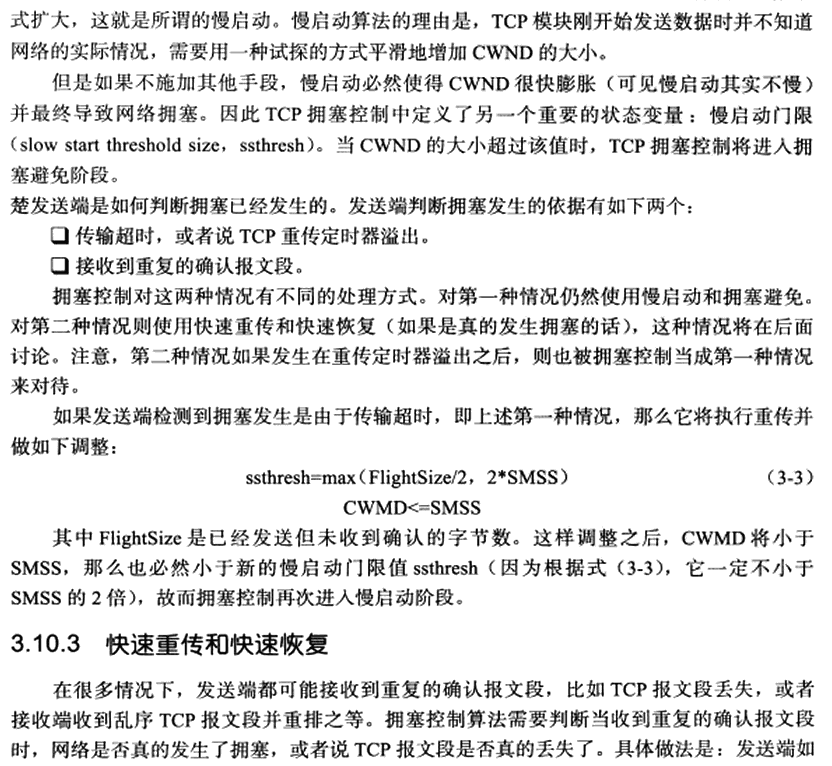 式扩大，这就是所谓的慢启动。慢启动算法的理由是，TCP 模块刚开始发送数据时并不知道
网络的实际情况，需要用一种试探的方式平滑地增加 CWND 的大小。
但是如果不施加其他手段，慢启动必然使得 CWND 很快膨胀（可见慢启动其实不慢）
并最终导致网络拥塞。因此 TCP 拥塞控制中定义了另一个重要的状态变量：慢启动门限
（slow start threshold size，ssthresh）。当 CWND 的大小超过该值时，TCP 拥塞控制将进入拥
塞避免阶段。
楚发送端是如何判断拥塞已经发生的。发送端判断拥塞发生的依据有如下两个：
❑ 传输超时，或者说 TCP 重传定时器溢出。
❑ 接收到重复的确认报文段。
拥塞控制对这两种情况有不同的处理方式。对第一种情况仍然使用慢启动和拥塞避免。
对第二种情况则使用快速重传和快速恢复（如果是真的发生拥塞的话），这种情况将在后面
讨论。注意，第二种情况如果发生在重传定时器溢出之后，则也被拥塞控制当成第一种情况
来对待。
如果发送端检测到拥塞发生是由于传输超时，即上述第一种情况，那么它将执行重传并
做如下调整：
ssthresh=max（FlightSize/2，2*SMSS） （3-3）
CWMD<=SMSS
其中 FlightSize 是已经发送但未收到确认的字节数。这样调整之后，CWMD 将小于
SMSS，那么也必然小于新的慢启动门限值 ssthresh（因为根据式（3-3），它一定不小于
SMSS 的 2 倍），故而拥塞控制再次进入慢启动阶段。
3.10.3 快速重传和快速恢复
在很多情况下，发送端都可能接收到重复的确认报文段，比如 TCP 报文段丢失，或者
接收端收到乱序 TCP 报文段并重排之等。拥塞控制算法需要判断当收到重复的确认报文段
时，网络是否真的发生了拥塞，或者说 TCP 报文段是否真的丢失了。具体做法是：发送端如